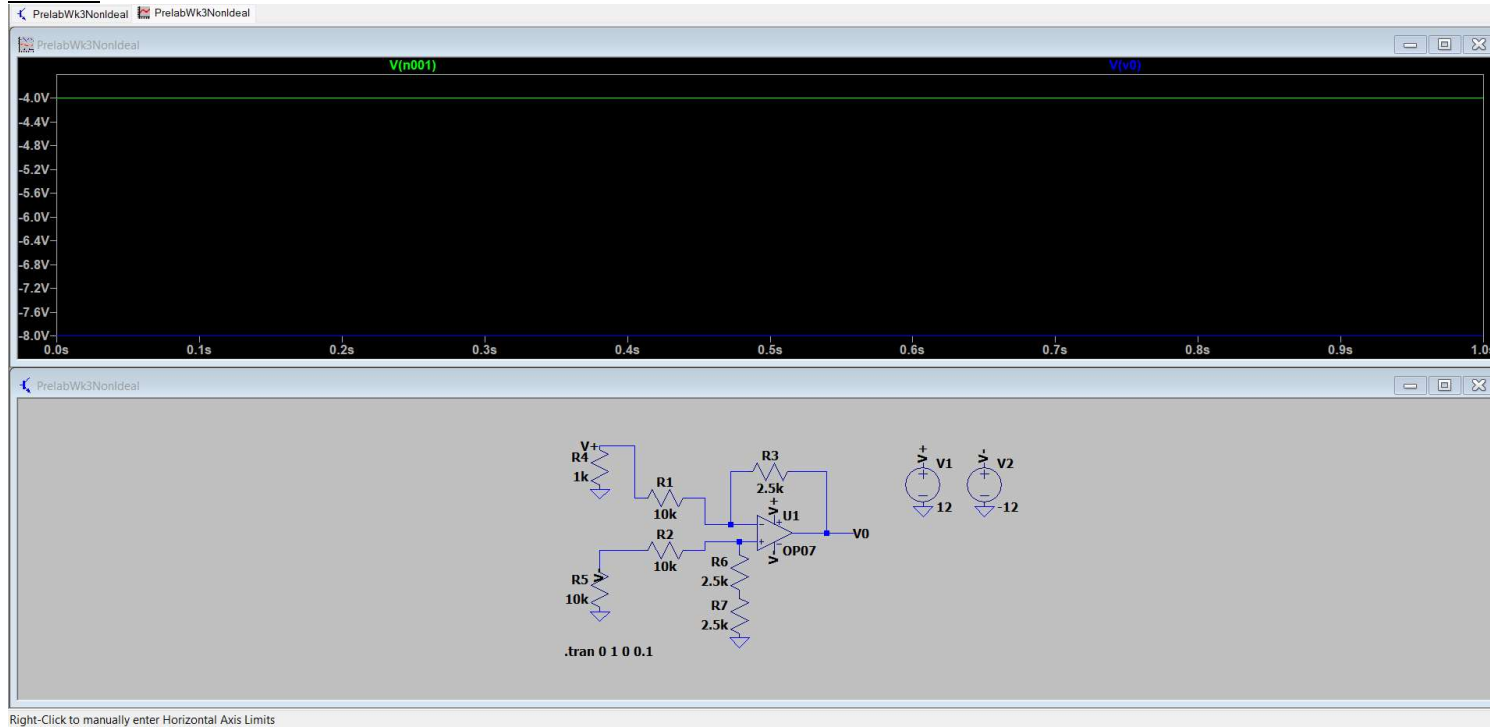 PrelabWk3NonIdeal PrelabWk3NonIdeal
PrelabWk3NonIdeal
V(n001) V(v0)
-4.0V
-4.4V
-4.8V
-5.2V
-5.6V
-6.0V
-6.4V
-6.8V
-7.2V
-7.6V
-8.0V
0.0s 0.1s 0.2s 0.3s 0.4s 0.5s 0.6s 0.7s 0.8s 0.9s 1.0s
PrelabWk3NonIdeal
V+
R4
1k
R1
10k
R3
2.5k
V+
U1
OP07
V-
V0
R2
10k
V-
R5
10k
R6
2.5k
R7
2.5k
V+
V1
12
V-
V2
-12
.tran 0 1 0 0.1
Right-Click to manually enter Horizontal Axis Limits